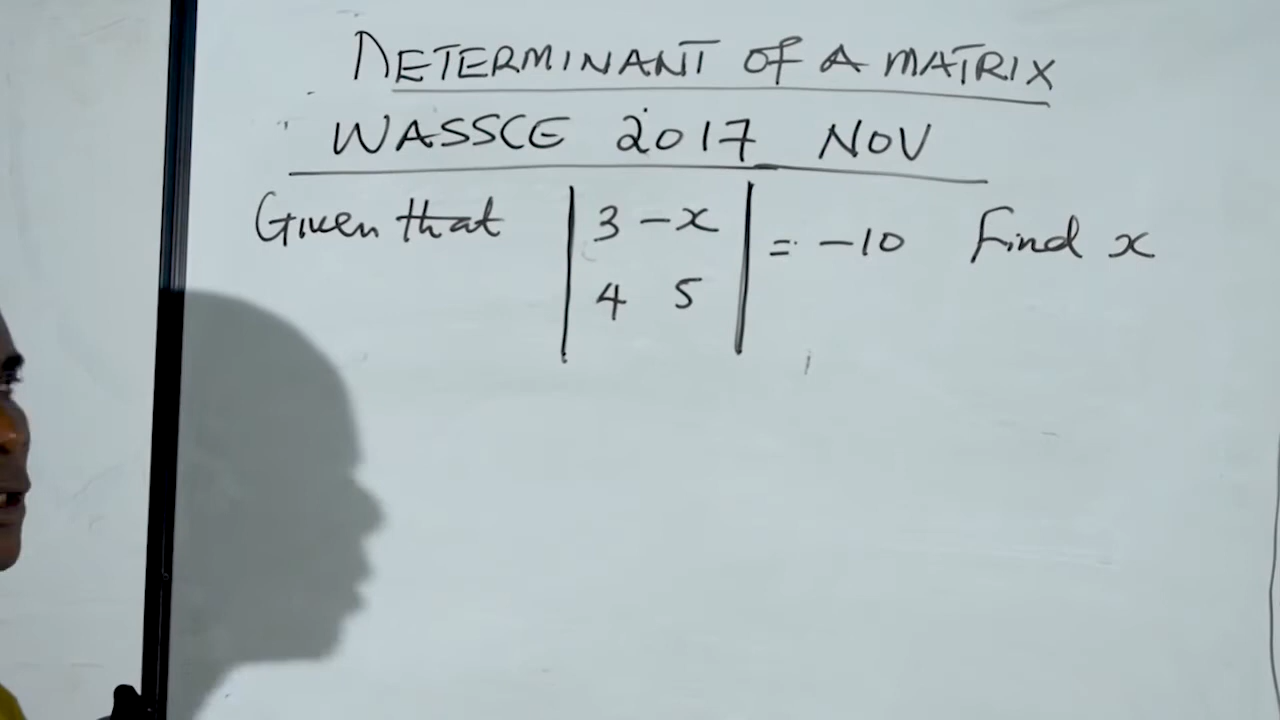 DETERMINANT OF A MATRIX
WASSCE 2017 NOV
Given that | 3 -x | = -10 Find x
| 4 5 |